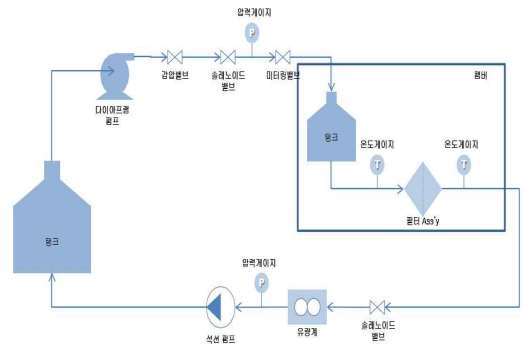 압력게이지
P
감압밸브
솔레노이드
밸브
미터링밸브
다이아프램
펌프
챔버
탱크
온도게이지
T
온도게이지
T
필터 Ass'y
탱크
압력게이지
P
석션 펌프
유량계
솔레노이드
밸브